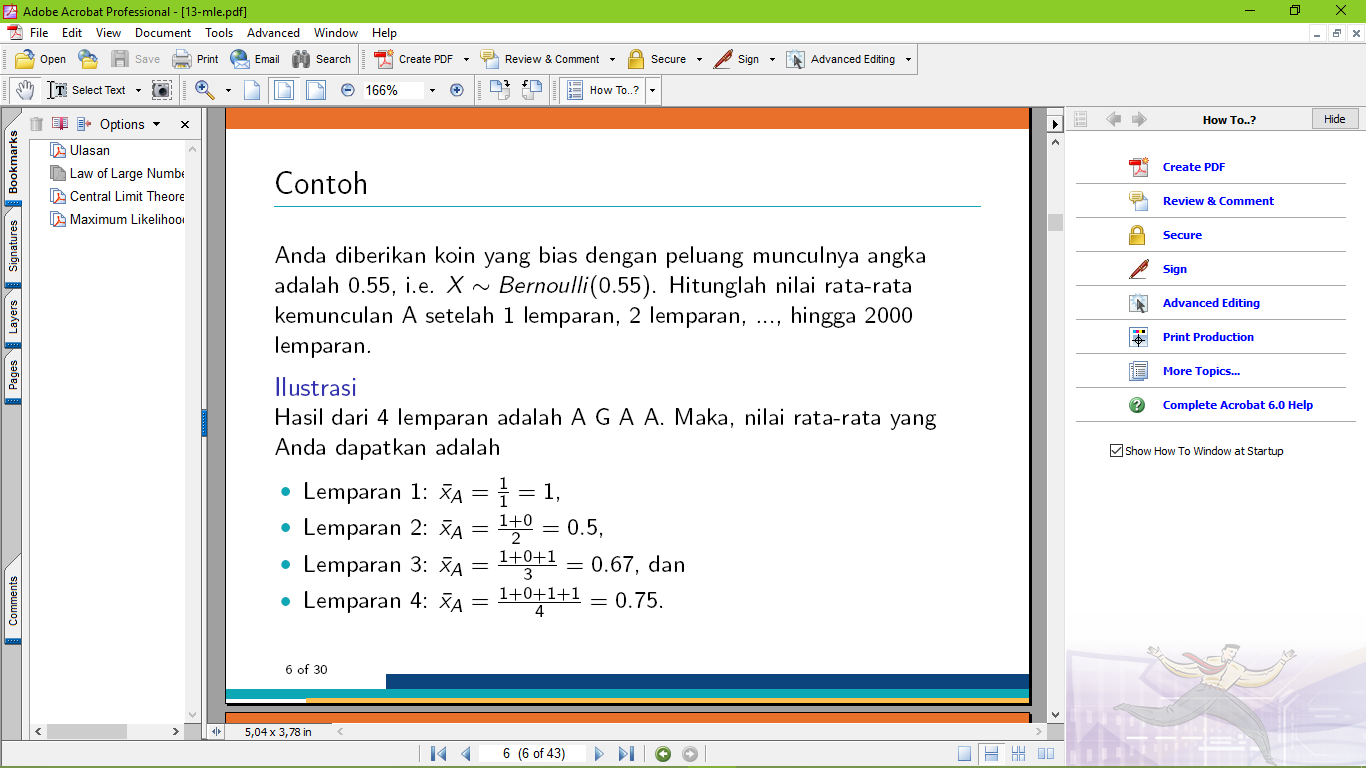 Adobe Acrobat Professional - [13-mle.pdf]
File Edit View Document Tools Advanced Window Help
Open Save Print Email Search Create PDF Review & Comment Secure Sign Advanced Editing
Select Text 166% How To..?
Bookmarks
Signatures
Layers
Pages
Comments
Options
Ulasan
Law of Large Numbe
Central Limit Theore
Maximum Likelihoo
Contoh
Anda diberikan koin yang bias dengan peluang munculnya angka
adalah 0.55, i.e. X ∼ Bernoulli(0.55). Hitunglah nilai rata-rata
kemunculan A setelah 1 lemparan, 2 lemparan, ..., hingga 2000
lemparan.
Ilustrasi
Hasil dari 4 lemparan adalah A G A A. Maka, nilai rata-rata yang
Anda dapatkan adalah
• Lemparan 1: x̄_A = 1/1 = 1,
• Lemparan 2: x̄_A = 1+0/2 = 0.5,
• Lemparan 3: x̄_A = 1+0+1/3 = 0.67, dan
• Lemparan 4: x̄_A = 1+0+1+1/4 = 0.75.
6 of 30
5,04 x 3,78 in
6 (6 of 43)
How To..? Hide
Create PDF
Review & Comment
Secure
Sign
Advanced Editing
Print Production
More Topics...
Complete Acrobat 6.0 Help
Show How To Window at Startup